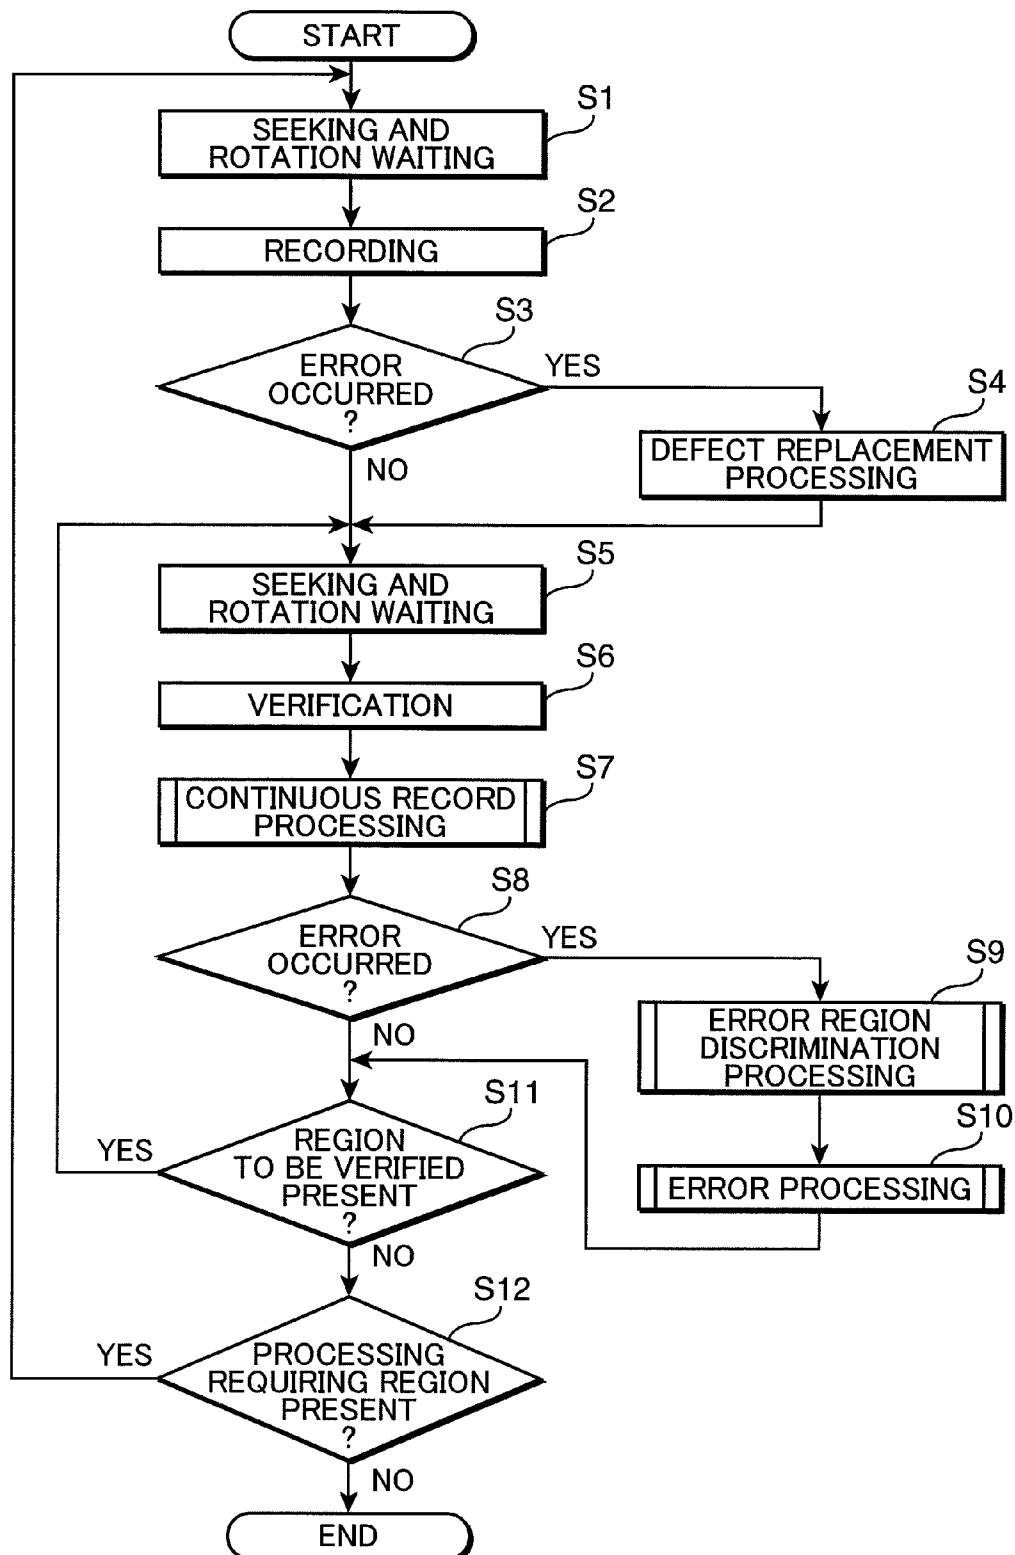 START
S1
SEEKING AND
ROTATION WAITING
S2
RECORDING
S3
ERROR
OCCURRED
?
YES
NO
S4
DEFECT REPLACEMENT
PROCESSING
S5
SEEKING AND
ROTATION WAITING
S6
VERIFICATION
S7
CONTINUOUS RECORD
PROCESSING
S8
ERROR
OCCURRED
?
YES
NO
S9
ERROR REGION
DISCRIMINATION
PROCESSING
S10
ERROR PROCESSING
S11
REGION
TO BE VERIFIED
PRESENT
?
YES
NO
S12
PROCESSING
REQUIRING REGION
PRESENT
?
YES
NO
END